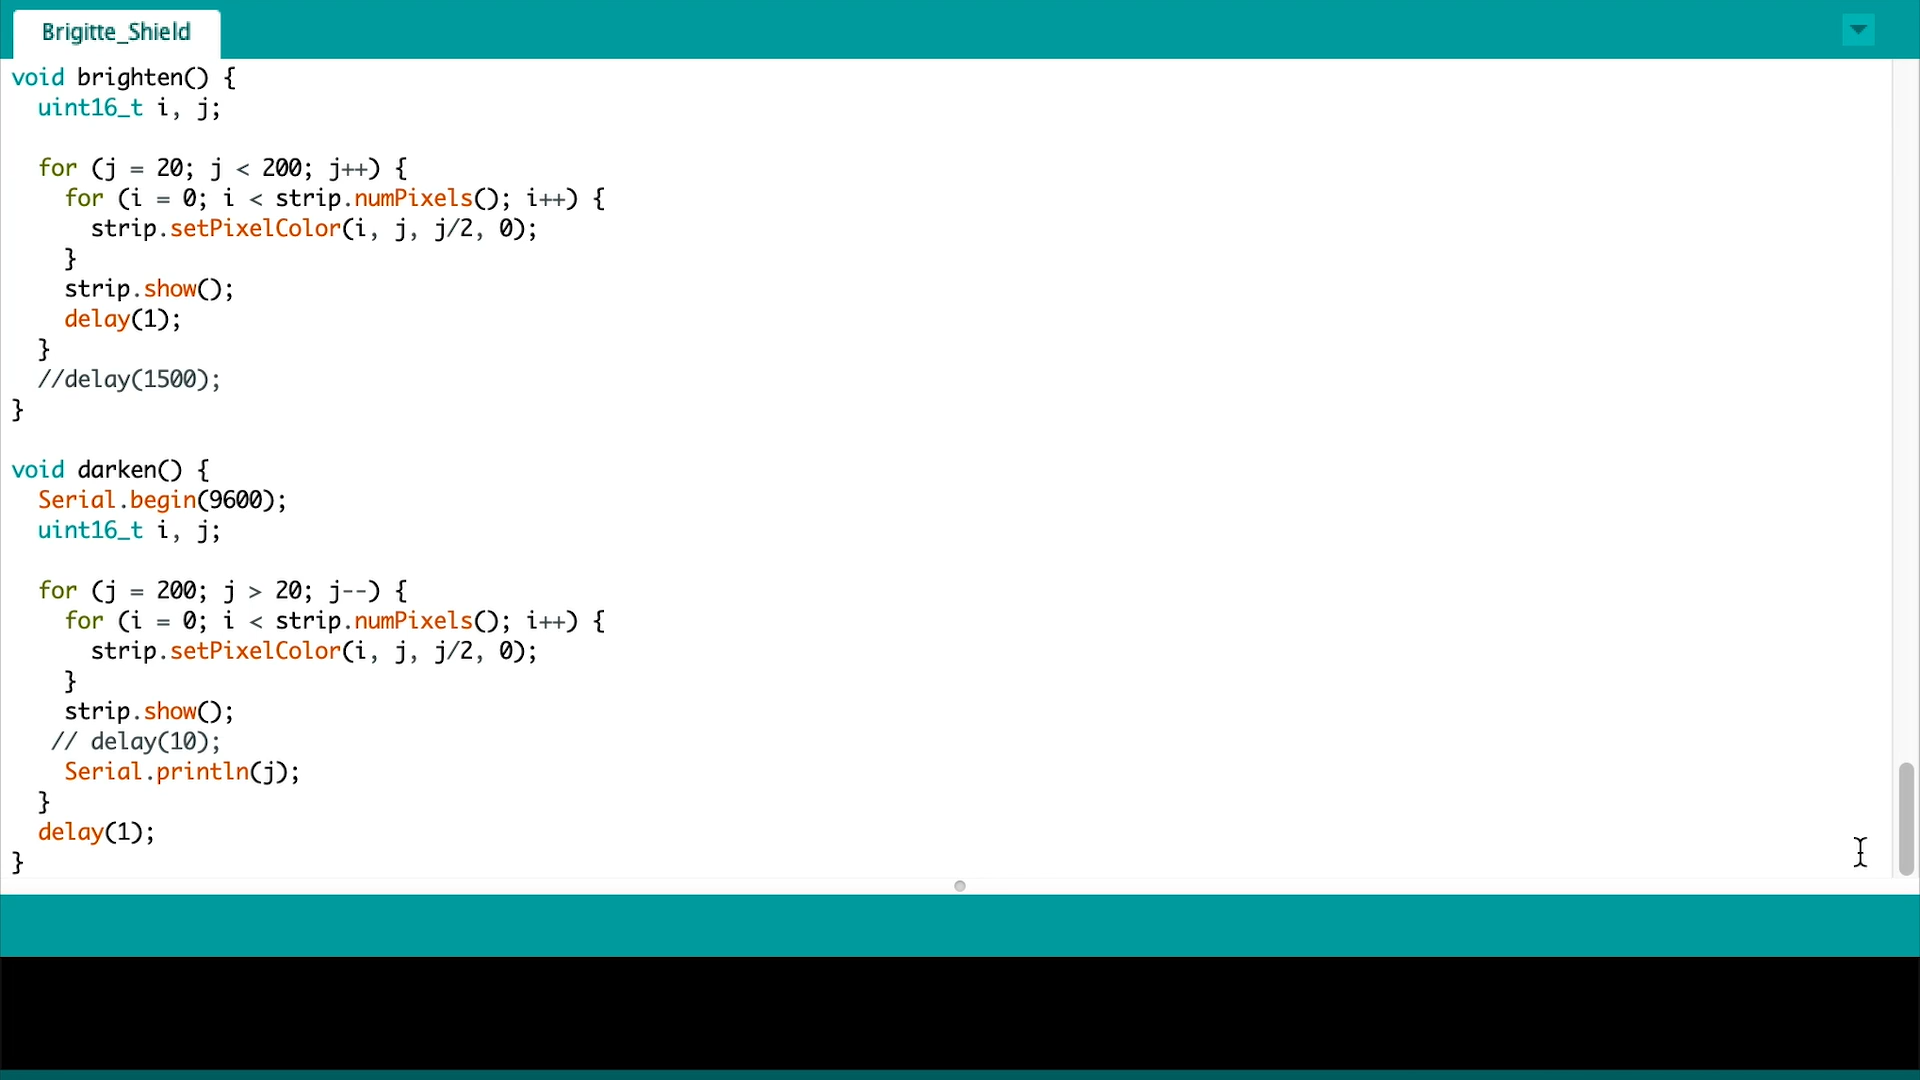 Brigitte_Shield
void brighten() {
  uint16_t i, j;

  for (j = 20; j < 200; j++) {
    for (i = 0; i < strip.numPixels(); i++) {
      strip.setPixelColor(i, j, j/2, 0);
    }
    strip.show();
    delay(1);
  }
  //delay(1500);
}

void darken() {
  Serial.begin(9600);
  uint16_t i, j;

  for (j = 200; j > 20; j--) {
    for (i = 0; i < strip.numPixels(); i++) {
      strip.setPixelColor(i, j, j/2, 0);
    }
    strip.show();
   // delay(10);
    Serial.println(j);
  }
  delay(1);
}